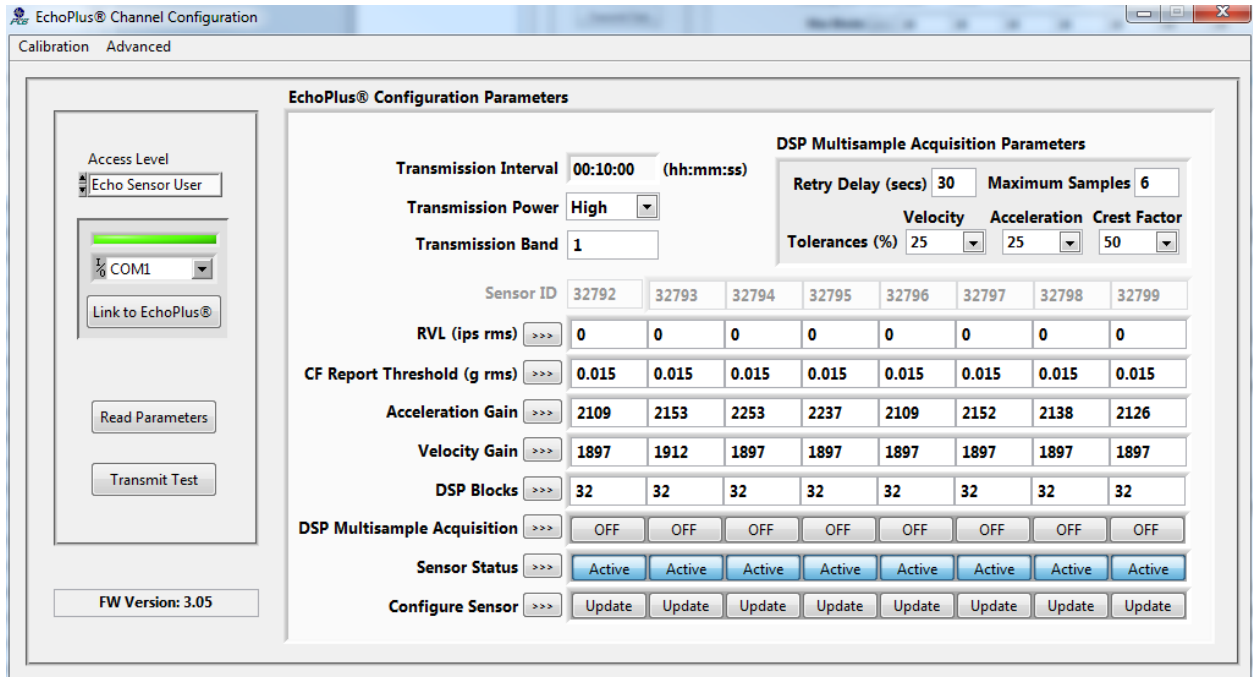 EchoPlus® Channel Configuration
Calibration Advanced
EchoPlus® Configuration Parameters
Access Level
Echo Sensor User
COM1
Link to EchoPlus®
Read Parameters
Transmit Test
FW Version: 3.05
Transmission Interval 00:10:00 (hh:mm:ss)
Transmission Power High
Transmission Band 1
DSP Multisample Acquisition Parameters
Retry Delay (secs) 30 Maximum Samples 6
Velocity Acceleration Crest Factor
Tolerances (%) 25 25 50
Sensor ID 32792 32793 32794 32795 32796 32797 32798 32799
RVL (ips rms) >>> 0 0 0 0 0 0 0 0
CF Report Threshold (g rms) >>> 0.015 0.015 0.015 0.015 0.015 0.015 0.015 0.015
Acceleration Gain >>> 2109 2153 2253 2237 2109 2152 2138 2126
Velocity Gain >>> 1897 1912 1897 1897 1897 1897 1897 1897
DSP Blocks >>> 32 32 32 32 32 32 32 32
DSP Multisample Acquisition >>> OFF OFF OFF OFF OFF OFF OFF OFF
Sensor Status >>> Active Active Active Active Active Active Active Active
Configure Sensor >>> Update Update Update Update Update Update Update Update